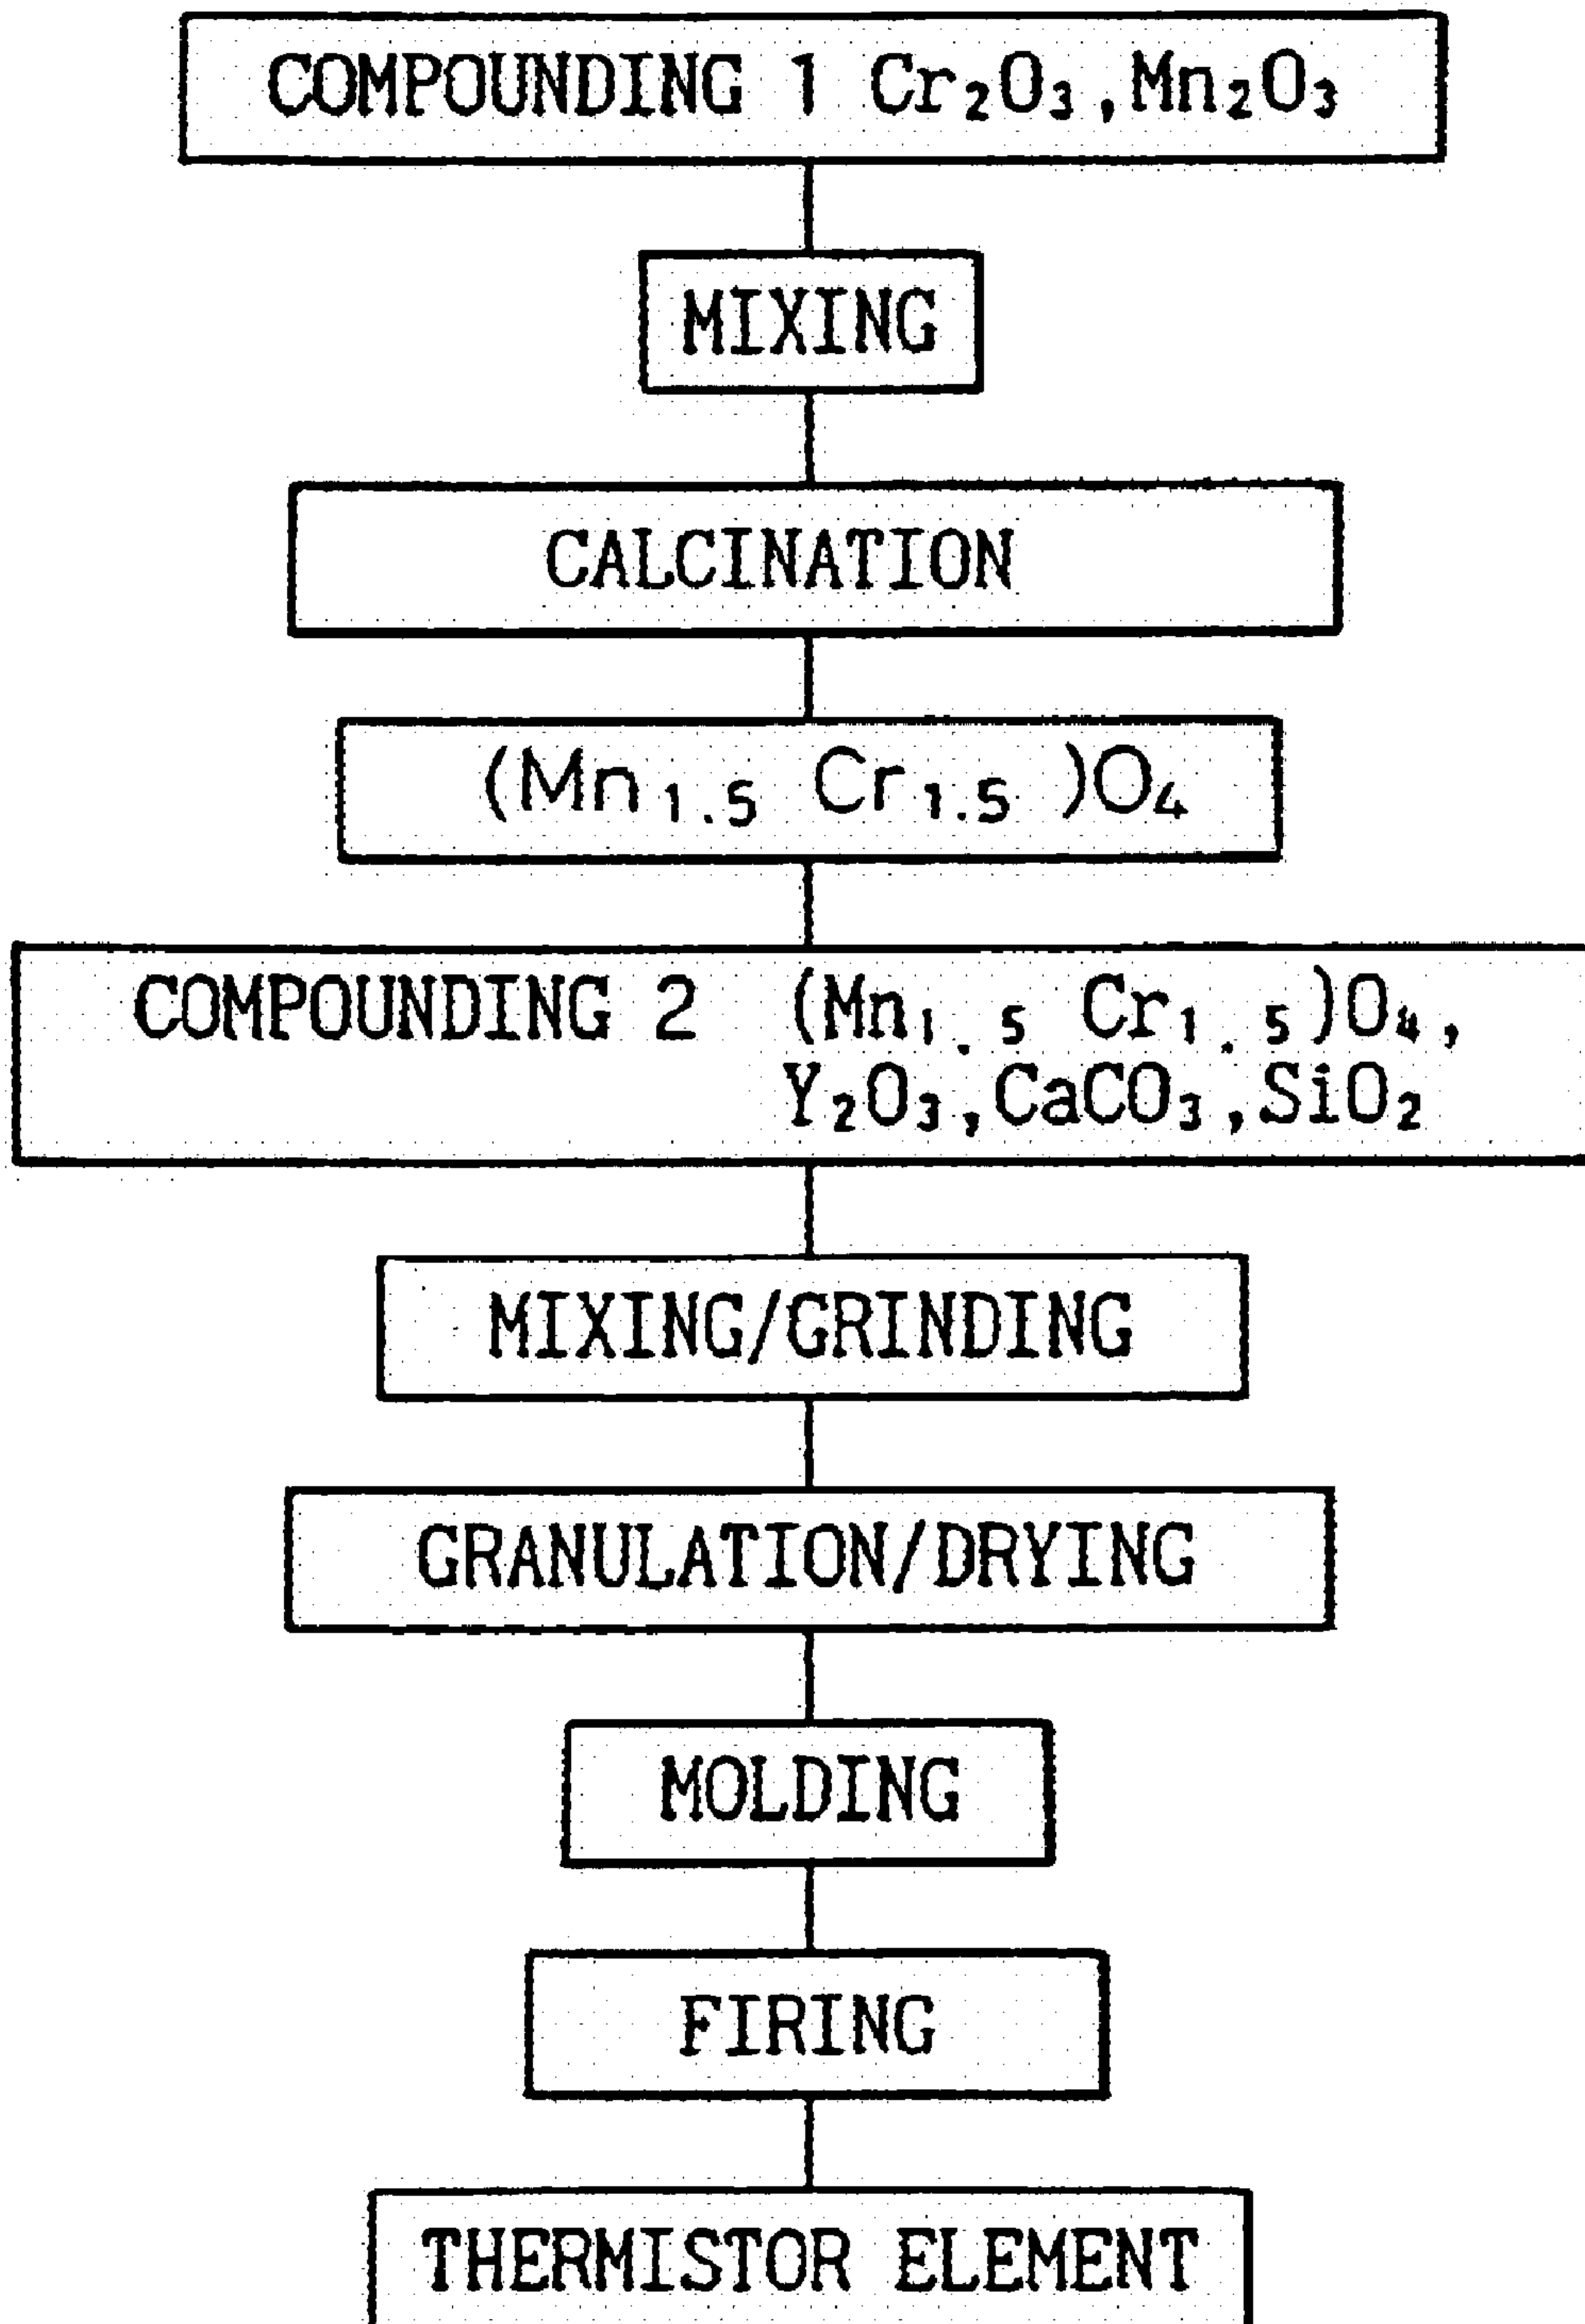 COMPOUNDING 1 Cr₂O₃,Mn₂O₃
MIXING
CALCINATION
(Mn₁.₅ Cr₁.₅ )O₄
COMPOUNDING 2 (Mn₁.₅ Cr₁.₅)O₄,
Y₂O₃,CaCO₃,SiO₂
MIXING/GRINDING
GRANULATION/DRYING
MOLDING
FIRING
THERMISTOR ELEMENT